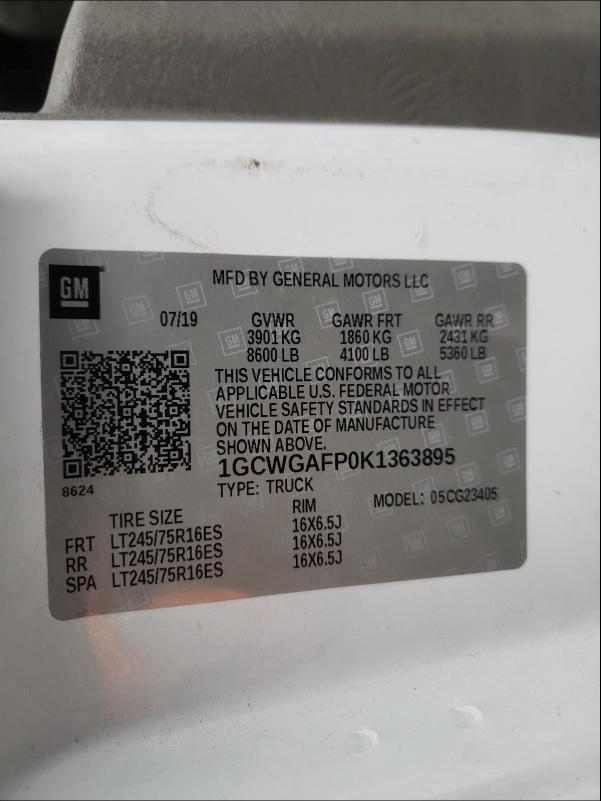 GM
MFD BY GENERAL MOTORS LLC
07/19 GVWR GAWR FRT GAWR RR
3901 KG 1860 KG 2431 KG
8600 LB 4100 LB 5360 LB
THIS VEHICLE CONFORMS TO ALL
APPLICABLE U.S. FEDERAL MOTOR
VEHICLE SAFETY STANDARDS IN EFFECT
ON THE DATE OF MANUFACTURE
SHOWN ABOVE.
1GCWGAFP0K1363895
8624
TYPE: TRUCK MODEL: 05CG23405
TIRE SIZE RIM
FRT LT245/75R16ES 16X6.5J
RR LT245/75R16ES 16X6.5J
SPA LT245/75R16ES 16X6.5J